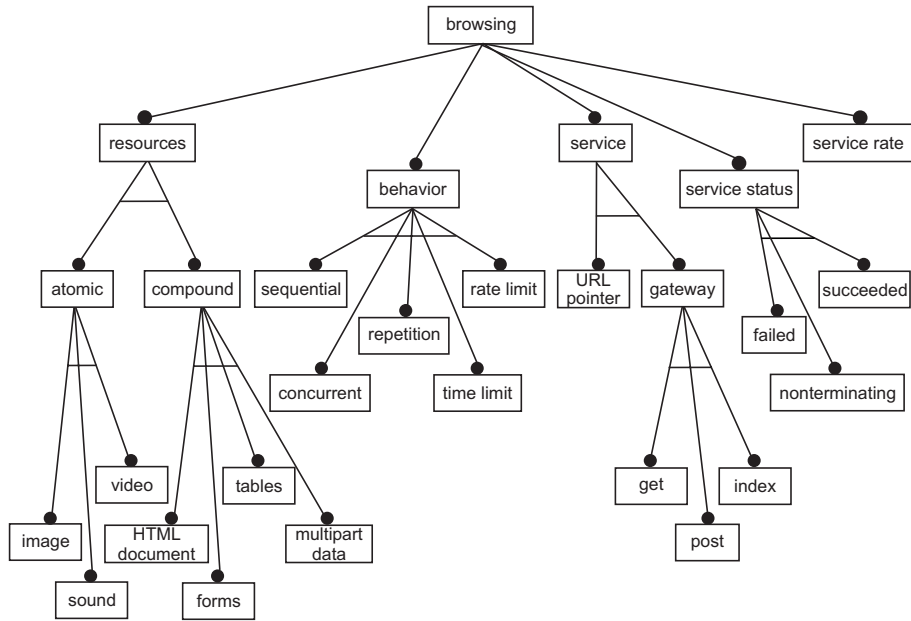 browsing
resources
service
service rate
behavior
service status
atomic
compound
sequential
rate limit
URL
pointer
gateway
succeeded
repetition
failed
concurrent
time limit
nonterminating
video
tables
get
index
image
HTML
document
multipart
data
post
sound
forms